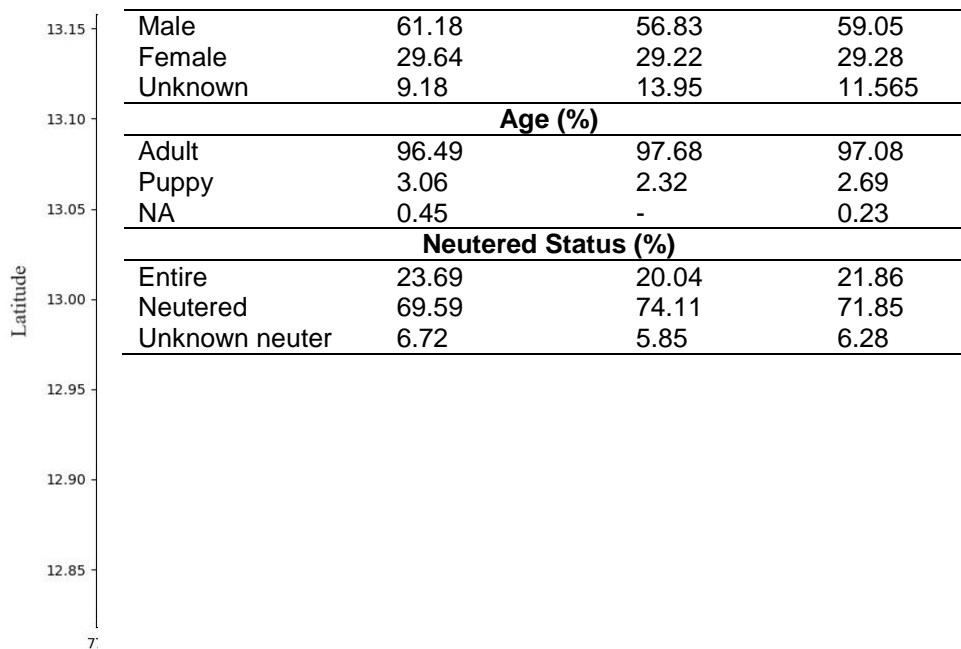 Male 61.18 56.83 59.05
Female 29.64 29.22 29.28
Unknown 9.18 13.95 11.565
Age (%)
Adult 96.49 97.68 97.08
Puppy 3.06 2.32 2.69
NA 0.45 - 0.23
Neutered Status (%)
Entire 23.69 20.04 21.86
Neutered 69.59 74.11 71.85
Unknown neuter 6.72 5.85 6.28
Latitude
13.15
13.10
13.05
13.00
12.95
12.90
12.85